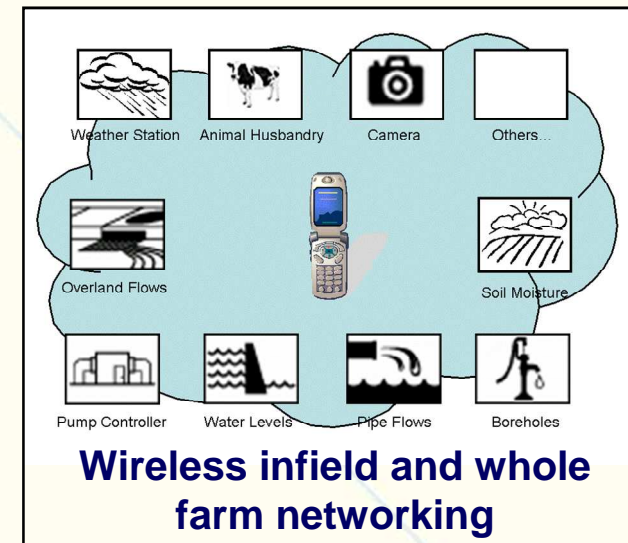 Weather Station Animal Husbandry Camera Others...
Overland Flows
Soil Moisture
Pump Controller Water Levels Pipe Flows Boreholes
Wireless infield and whole
farm networking